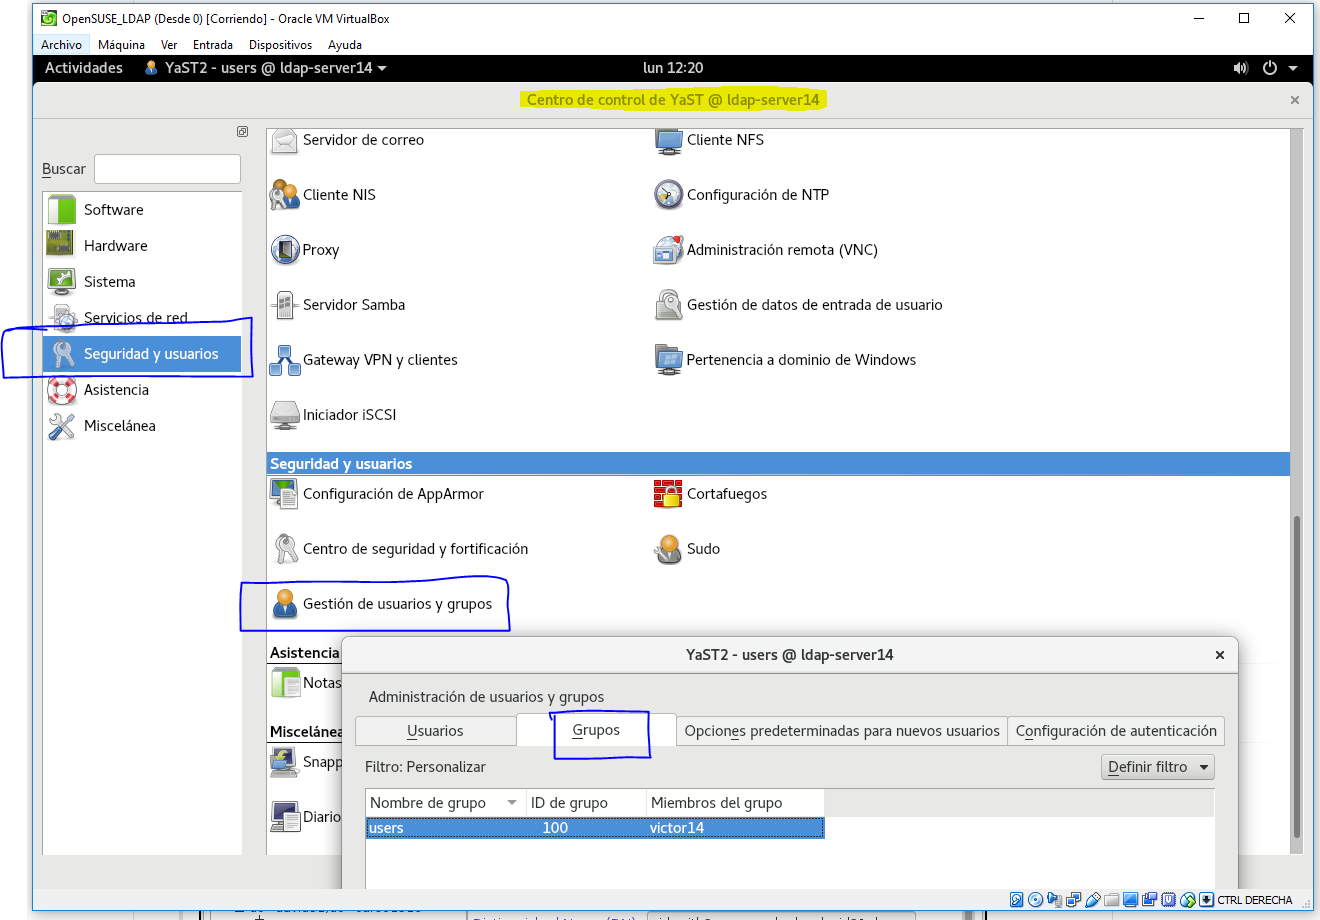 OpenSUSE_LDAP (Desde 0) [Corriendo] - Oracle VM VirtualBox
Archivo Máquina Ver Entrada Dispositivos Ayuda
Actividades YaST2 - users @ ldap-server14 lun 12:20
Centro de control de YaST @ ldap-server14
Buscar
Software
Hardware
Sistema
Servicios de red
Seguridad y usuarios
Asistencia
Miscelánea
Servidor de correo Cliente NFS
Cliente NIS Configuración de NTP
Proxy Administración remota (VNC)
Servidor Samba Gestión de datos de entrada de usuario
Gateway VPN y clientes Pertenencia a dominio de Windows
Iniciador iSCSI
Seguridad y usuarios
Configuración de AppArmor Cortafuegos
Centro de seguridad y fortificación Sudo
Gestión de usuarios y grupos
Asistencia
Notas
Miscelánea
Snapp
Diario
YaST2 - users @ ldap-server14
Administración de usuarios y grupos
Usuarios Grupos Opciones predeterminadas para nuevos usuarios Configuración de autenticación
Filtro: Personalizar Definir filtro
Nombre de grupo ID de grupo Miembros del grupo
users 100 victor14
CTRL DERECHA